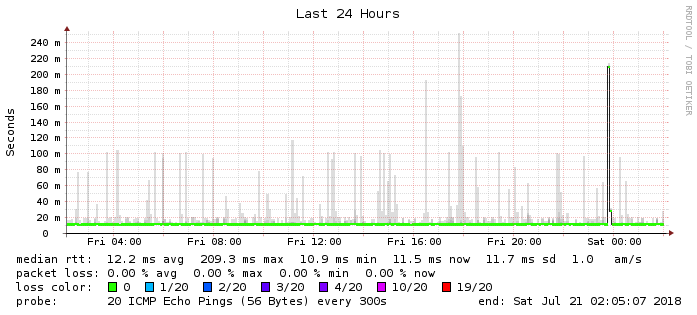 Last 24 Hours
RRDTOOL / TOBI OETIKER
Seconds
240 m
220 m
200 m
180 m
160 m
140 m
120 m
100 m
80 m
60 m
40 m
20 m
0
Fri 04:00 Fri 08:00 Fri 12:00 Fri 16:00 Fri 20:00 Sat 00:00
median rtt: 12.2 ms avg 209.3 ms max 10.9 ms min 11.5 ms now 11.7 ms sd 1.0 am/s
packet loss: 0.00 % avg 0.00 % max 0.00 % min 0.00 % now
loss color: 0 1/20 2/20 3/20 4/20 10/20 19/20
probe: 20 ICMP Echo Pings (56 Bytes) every 300s end: Sat Jul 21 02:05:07 2018